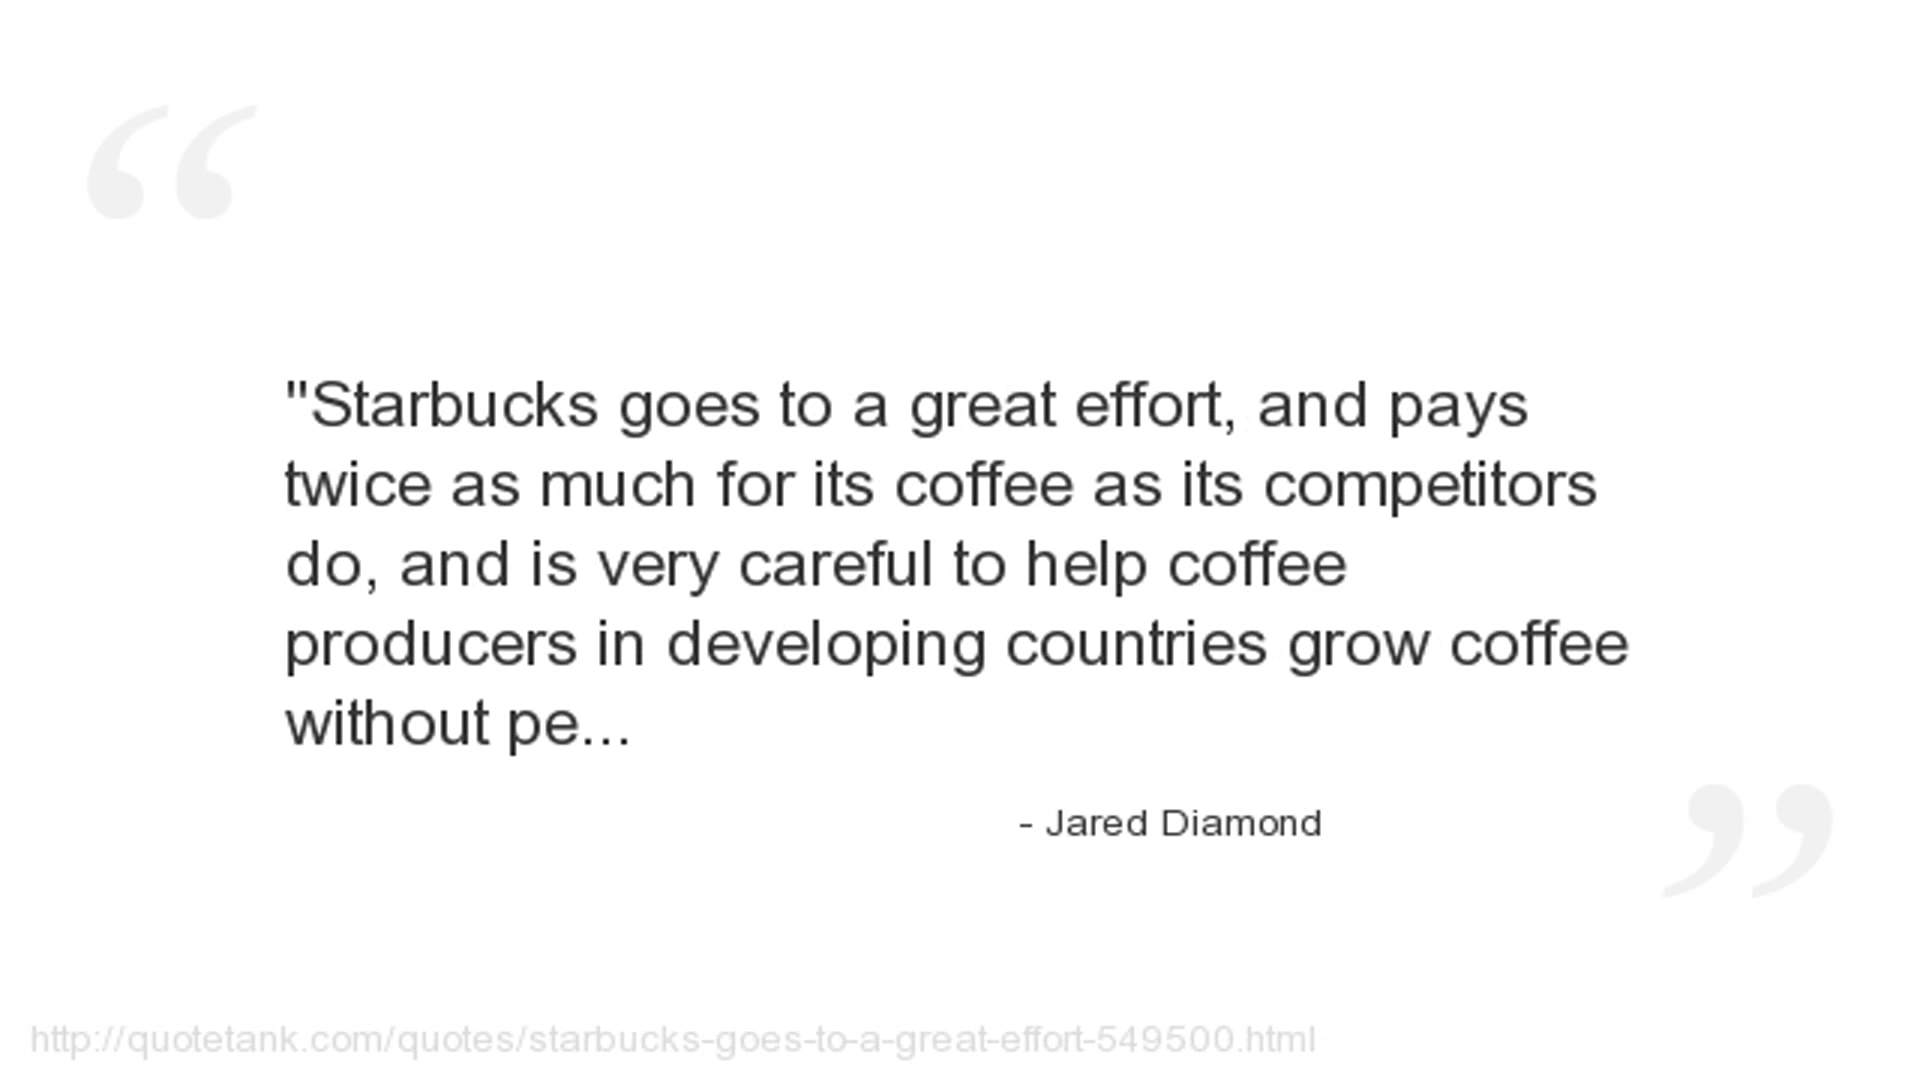 "Starbucks goes to a great effort, and pays
twice as much for its coffee as its competitors
do, and is very careful to help coffee
producers in developing countries grow coffee
without pe...
- Jared Diamond
http://quotetank.com/quotes/starbucks-goes-to-a-great-effort-549500.html